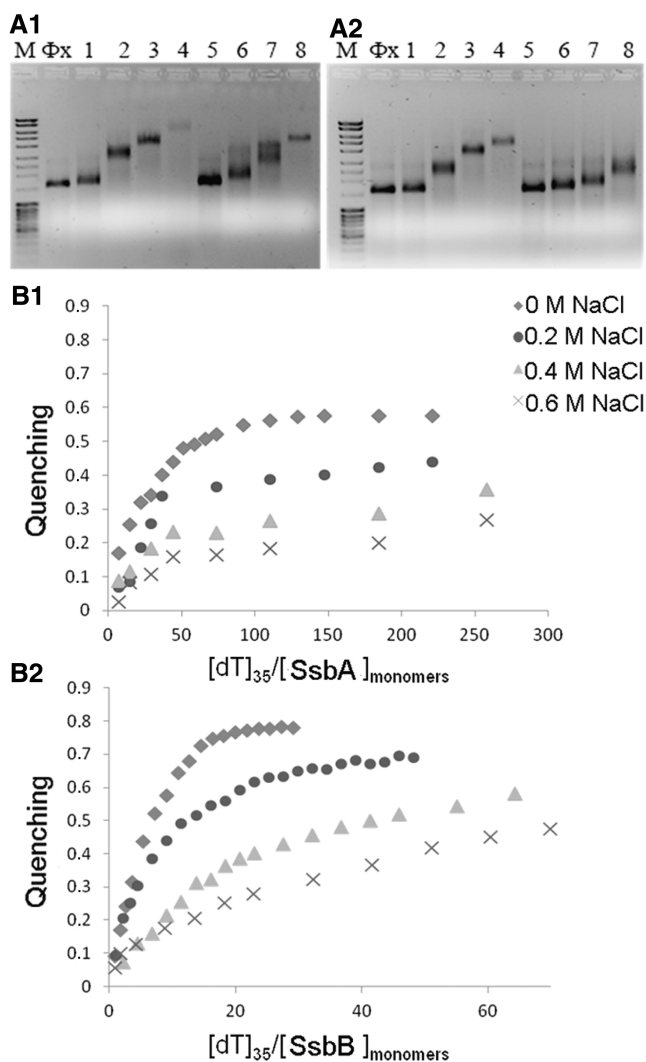 A1
A2
M Φx 1 2 3 4 5 6 7 8
M Φx 1 2 3 4 5 6 7 8
B1
0.9
0.8
0.7
0.6
0.5
0.4
0.3
0.2
0.1
0
Quenching
0 50 100 150 200 250 300
[dT]35/[SsbA]monomers
0 M NaCl
0.2 M NaCl
0.4 M NaCl
0.6 M NaCl
B2
0.9
0.8
0.7
0.6
0.5
0.4
0.3
0.2
0.1
0
Quenching
0 20 40 60
[dT]35/[SsbB]monomers